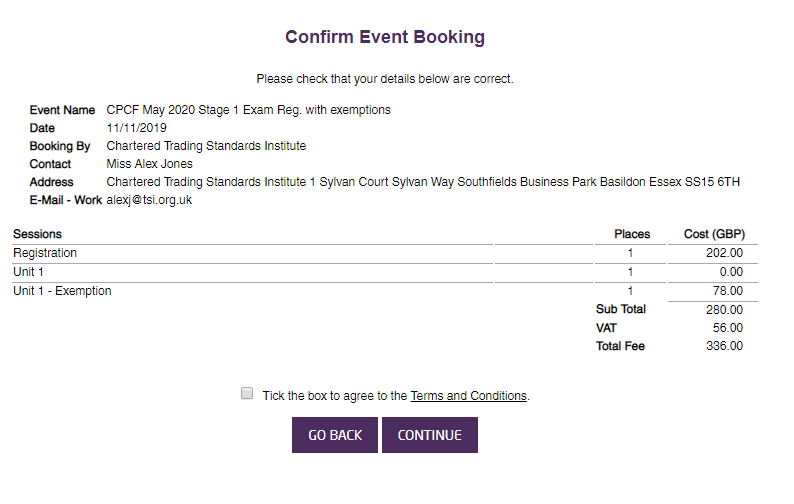 Confirm Event Booking
Please check that your details below are correct.
Event Name CPCF May 2020 Stage 1 Exam Reg. with exemptions
Date 11/11/2019
Booking By Chartered Trading Standards Institute
Contact Miss Alex Jones
Address Chartered Trading Standards Institute 1 Sylvan Court Sylvan Way Southfields Business Park Basildon Essex SS15 6TH
E-Mail - Work alexj@tsi.org.uk
Sessions Places Cost (GBP)
Registration 1 202.00
Unit 1 1 0.00
Unit 1 - Exemption 1 78.00
Sub Total 280.00
VAT 56.00
Total Fee 336.00
Tick the box to agree to the Terms and Conditions.
GO BACK CONTINUE